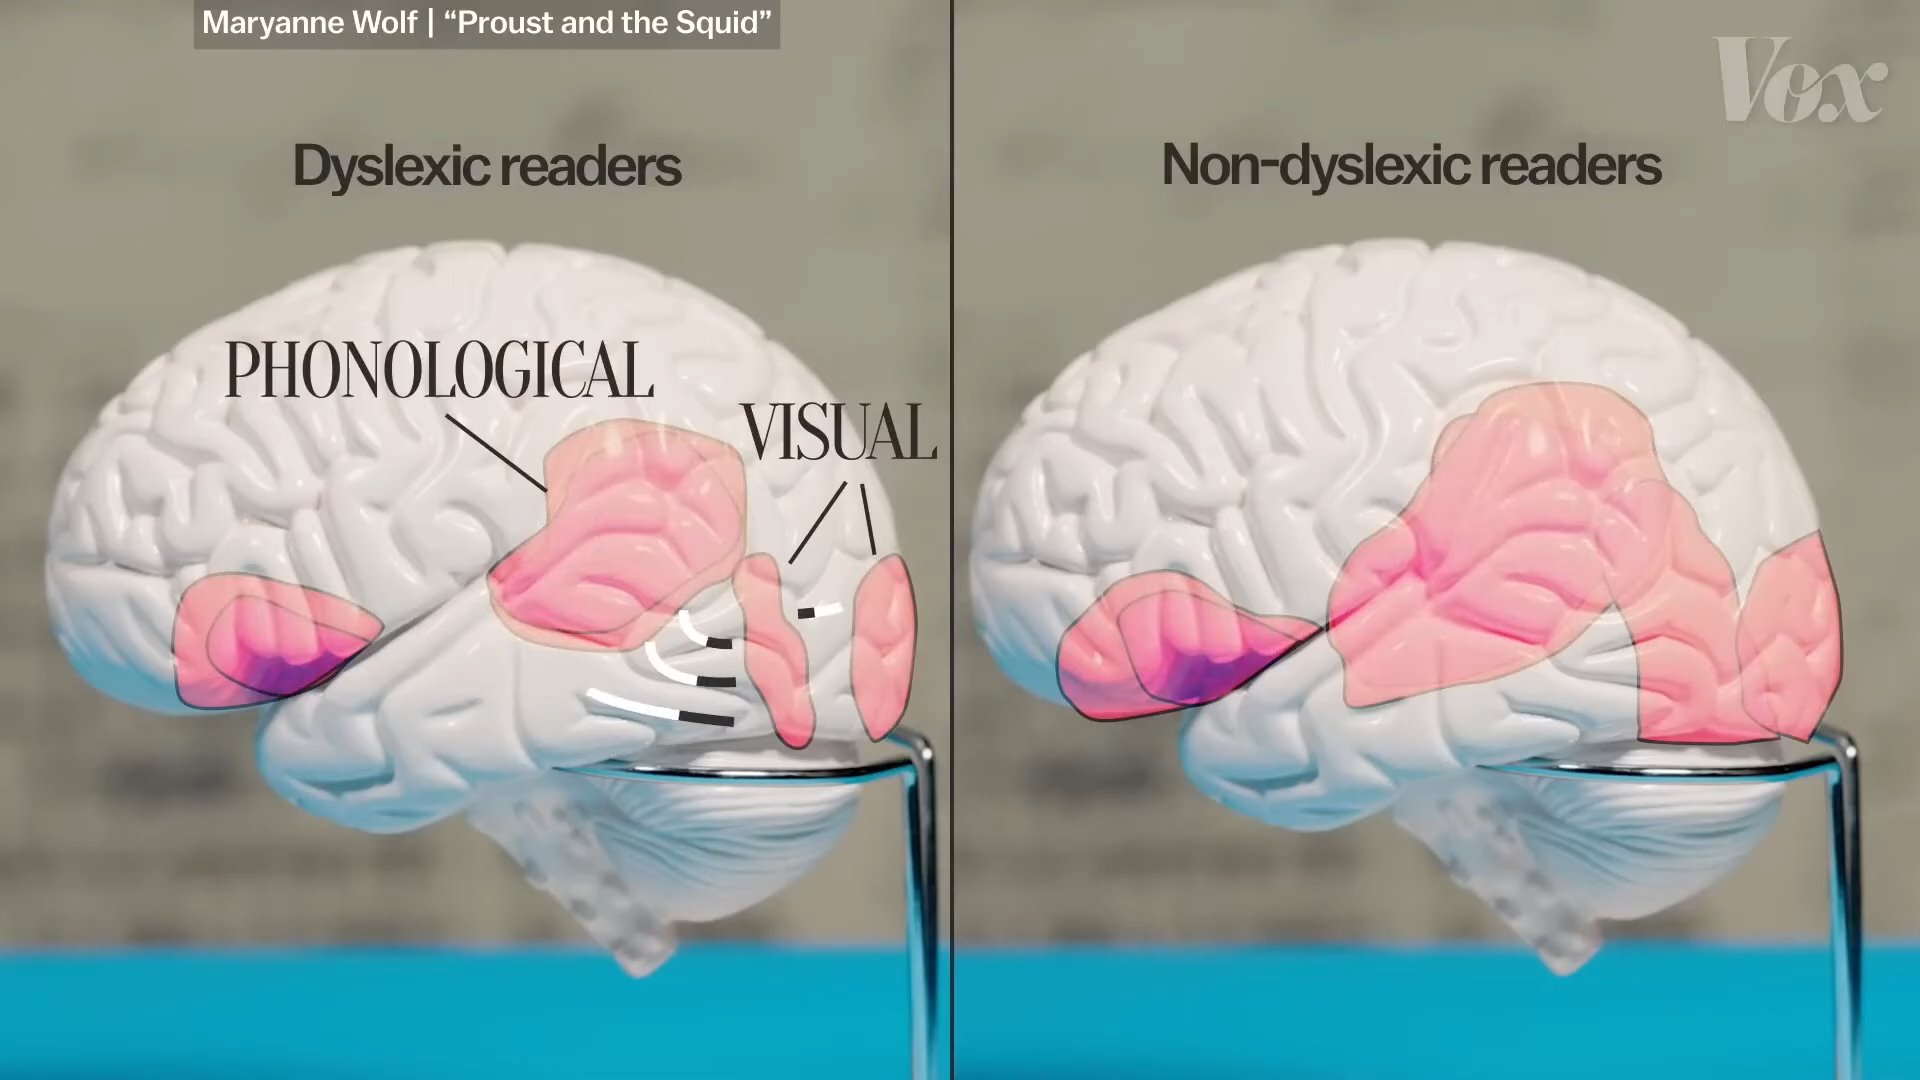 Maryanne Wolf | “Proust and the Squid”
Vox
Dyslexic readers
Non-dyslexic readers
PHONOLOGICAL
VISUAL